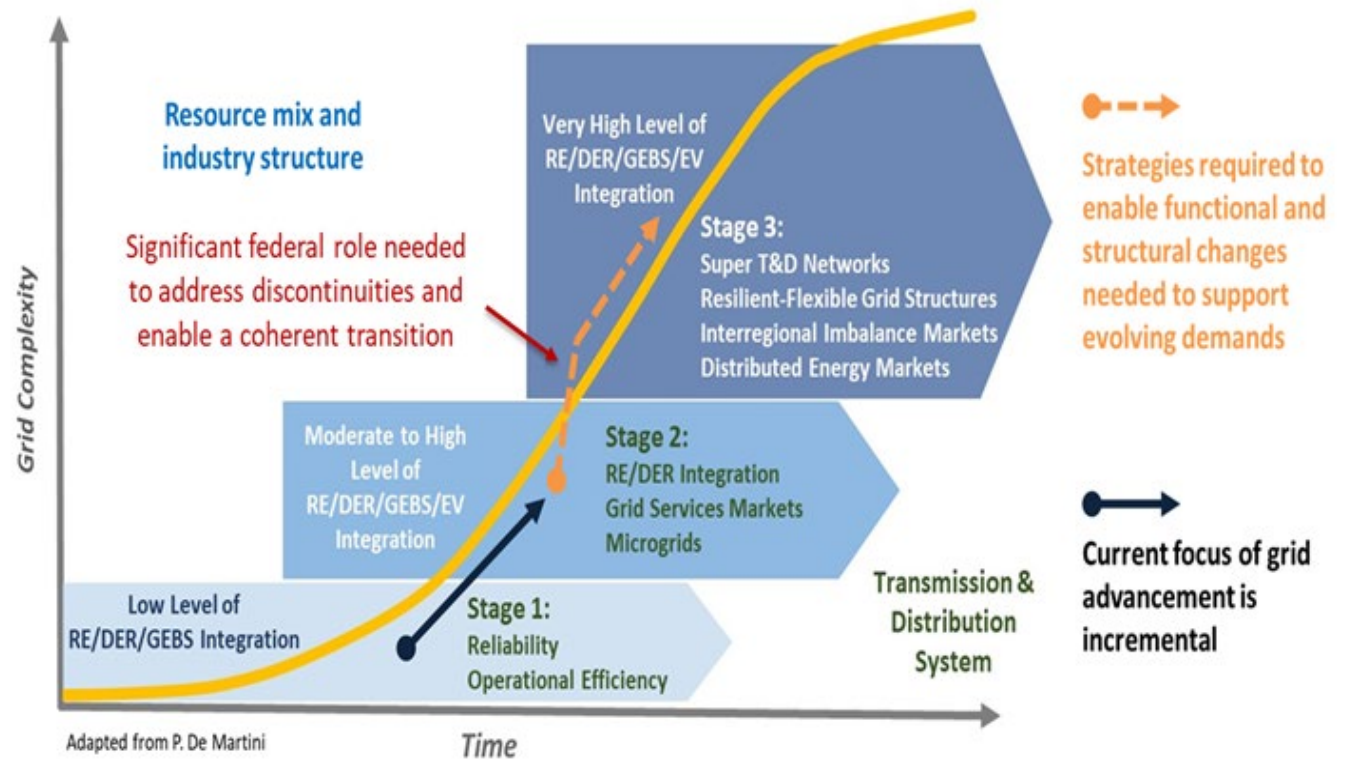 Resource mix and
industry structure
Significant federal role needed
to address discontinuities and
enable a coherent transition
Grid Complexity
Very High Level of
RE/DER/GEBS/EV
Integration
Stage 3:
Super T&D Networks
Resilient-Flexible Grid Structures
Interregional Imbalance Markets
Distributed Energy Markets
Moderate to High
Level of
RE/DER/GEBS/EV
Integration
Stage 2:
RE/DER Integration
Grid Services Markets
Microgrids
Low Level of
RE/DER/GEBS Integration
Stage 1:
Reliability
Operational Efficiency
Transmission &
Distribution
System
Strategies required to
enable functional and
structural changes
needed to support
evolving demands
Current focus of grid
advancement is
incremental
Adapted from P. De Martini
Time